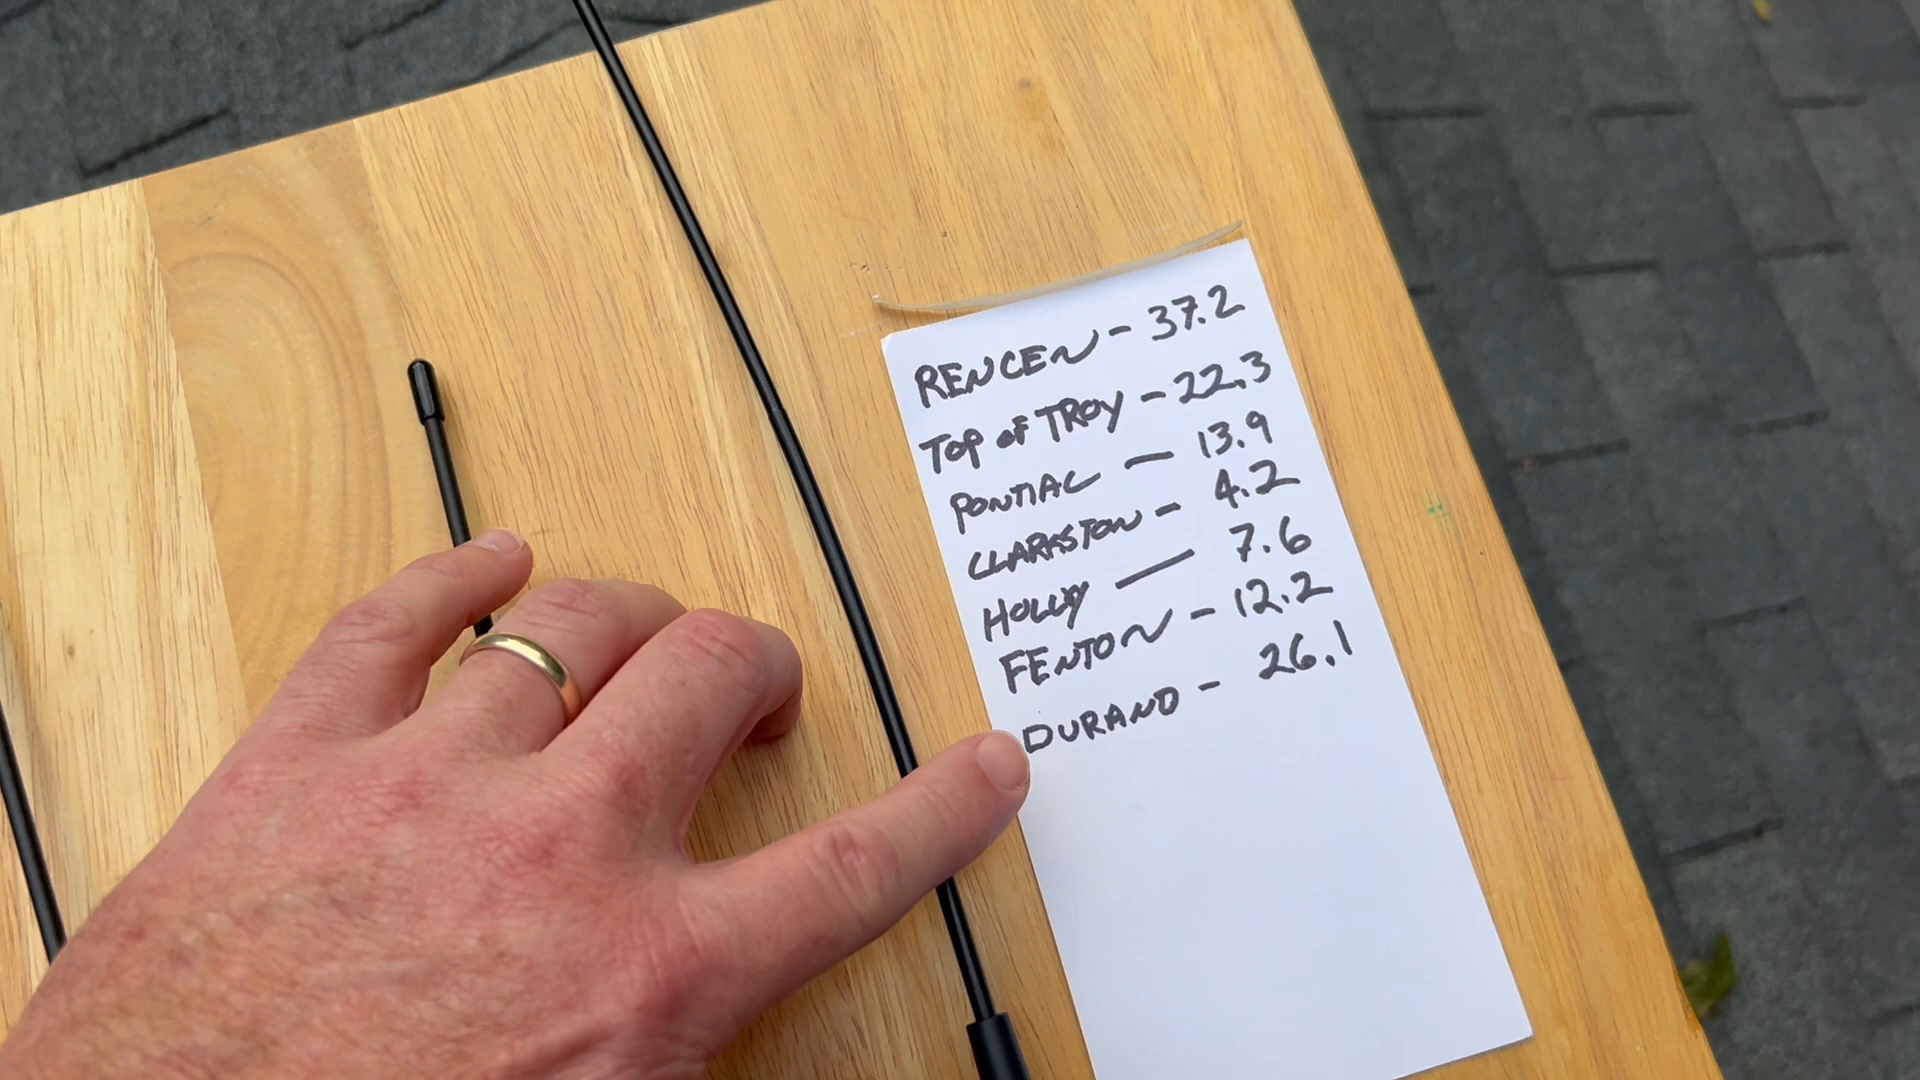 RENCEN - 37.2
TOP OF TROY - 22.3
PONTIAC - 13.9
CLARKSTON - 4.2
HOLLY - 7.6
FENTON - 12.2
DURAND - 26.1